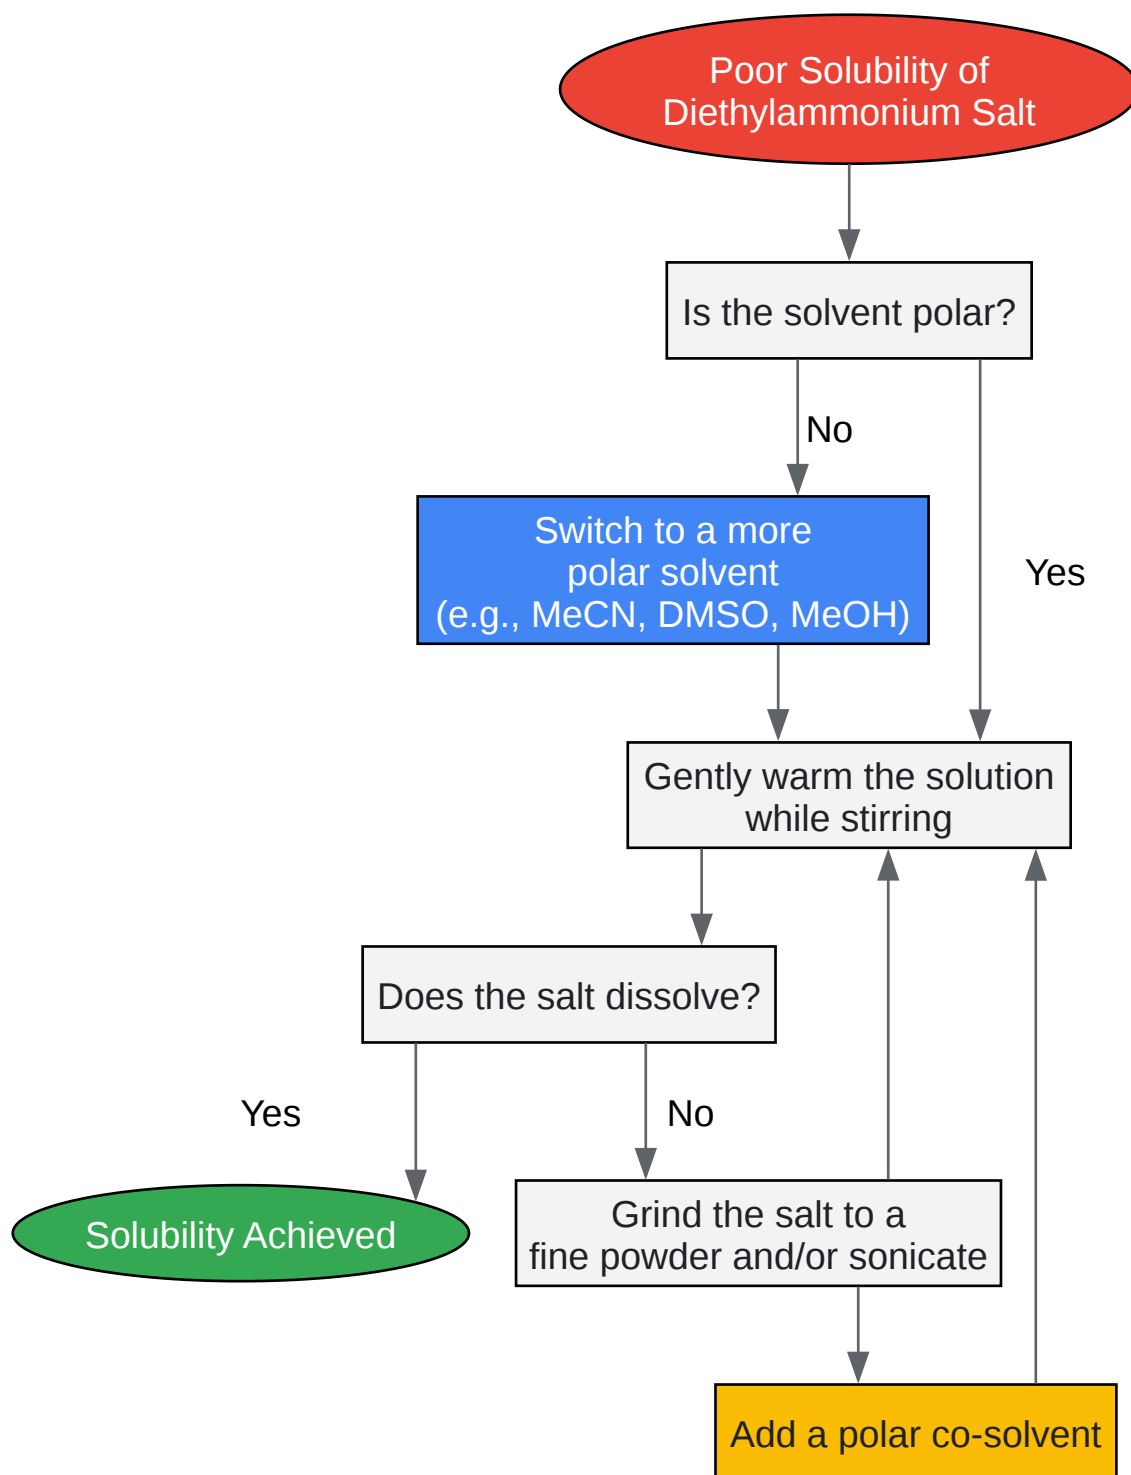 Poor Solubility of
Diethylammonium Salt
Is the solvent polar?
No
Switch to a more
polar solvent
(e.g., MeCN, DMSO, MeOH)
Yes
Gently warm the solution
while stirring
Does the salt dissolve?
Yes
No
Solubility Achieved
Grind the salt to a
fine powder and/or sonicate
Add a polar co-solvent